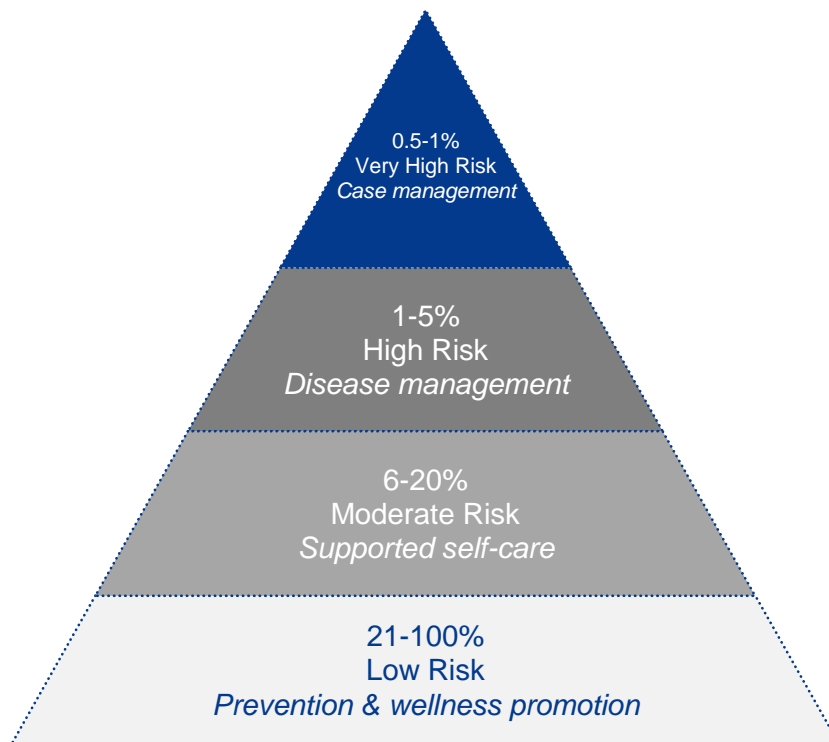 0.5-1%
Very High Risk
Case management
1-5%
High Risk
Disease management
6-20%
Moderate Risk
Supported self-care
21-100%
Low Risk
Prevention & wellness promotion